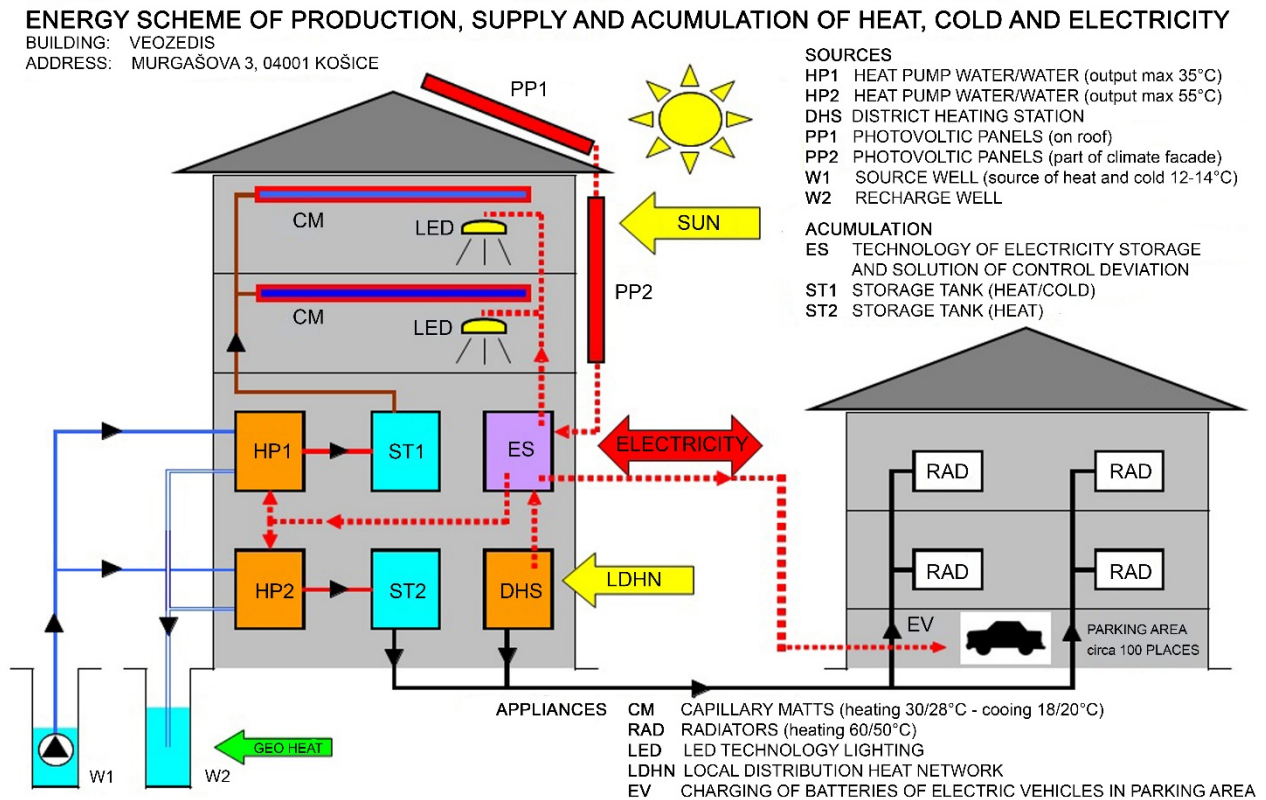 ENERGY SCHEME OF PRODUCTION, SUPPLY AND ACUMULATION OF HEAT, COLD AND ELECTRICITY
BUILDING: VEOZEDIS
ADDRESS: MURGAŠOVA 3, 04001 KOŠICE
SOURCES
HP1 HEAT PUMP WATER/WATER (output max 35°C)
HP2 HEAT PUMP WATER/WATER (output max 55°C)
DHS DISTRICT HEATING STATION
PP1 PHOTOVOLTIC PANELS (on roof)
PP2 PHOTOVOLTIC PANELS (part of climate facade)
W1 SOURCE WELL (source of heat and cold 12-14°C)
W2 RECHARGE WELL
ACUMULATION
ES TECHNOLOGY OF ELECTRICITY STORAGE
AND SOLUTION OF CONTROL DEVIATION
ST1 STORAGE TANK (HEAT/COLD)
ST2 STORAGE TANK (HEAT)
PP1
CM
LED
SUN
PP2
CM
LED
HP1
ST1
ES
ELECTRICITY
RAD
RAD
HP2
ST2
DHS
LDHN
RAD
RAD
EV
PARKING AREA
circa 100 PLACES
GEO HEAT
W1
W2
APPLIANCES
CM CAPILLARY MATTS (heating 30/28°C - cooing 18/20°C)
RAD RADIATORS (heating 60/50°C)
LED LED TECHNOLOGY LIGHTING
LDHN LOCAL DISTRIBUTION HEAT NETWORK
EV CHARGING OF BATTERIES OF ELECTRIC VEHICLES IN PARKING AREA